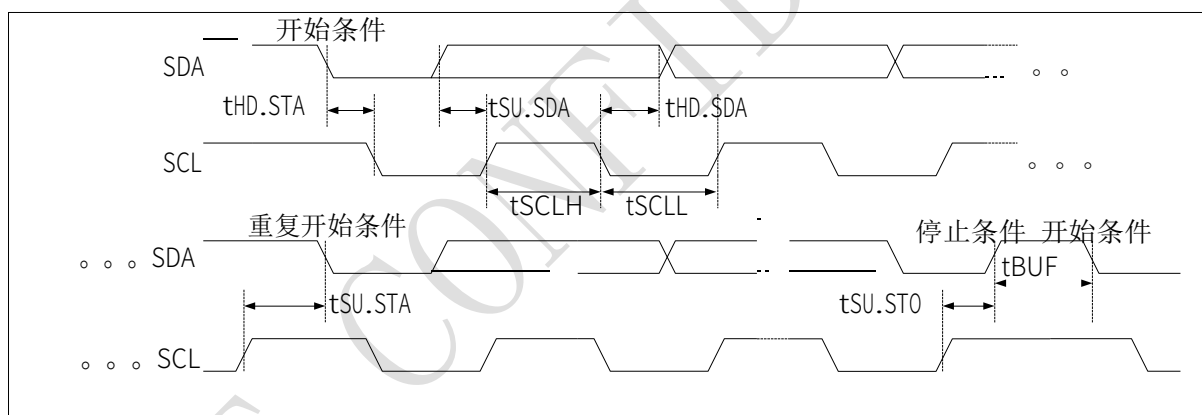 开始条件
SDA
tHD.STA
tSU.SDA
tHD.SDA
SCL
tSCLH
tSCLL
重复开始条件
停止条件 开始条件
。。。SDA
tBUF
tSU.STA
tSU.STO
。。。SCL
CONFID